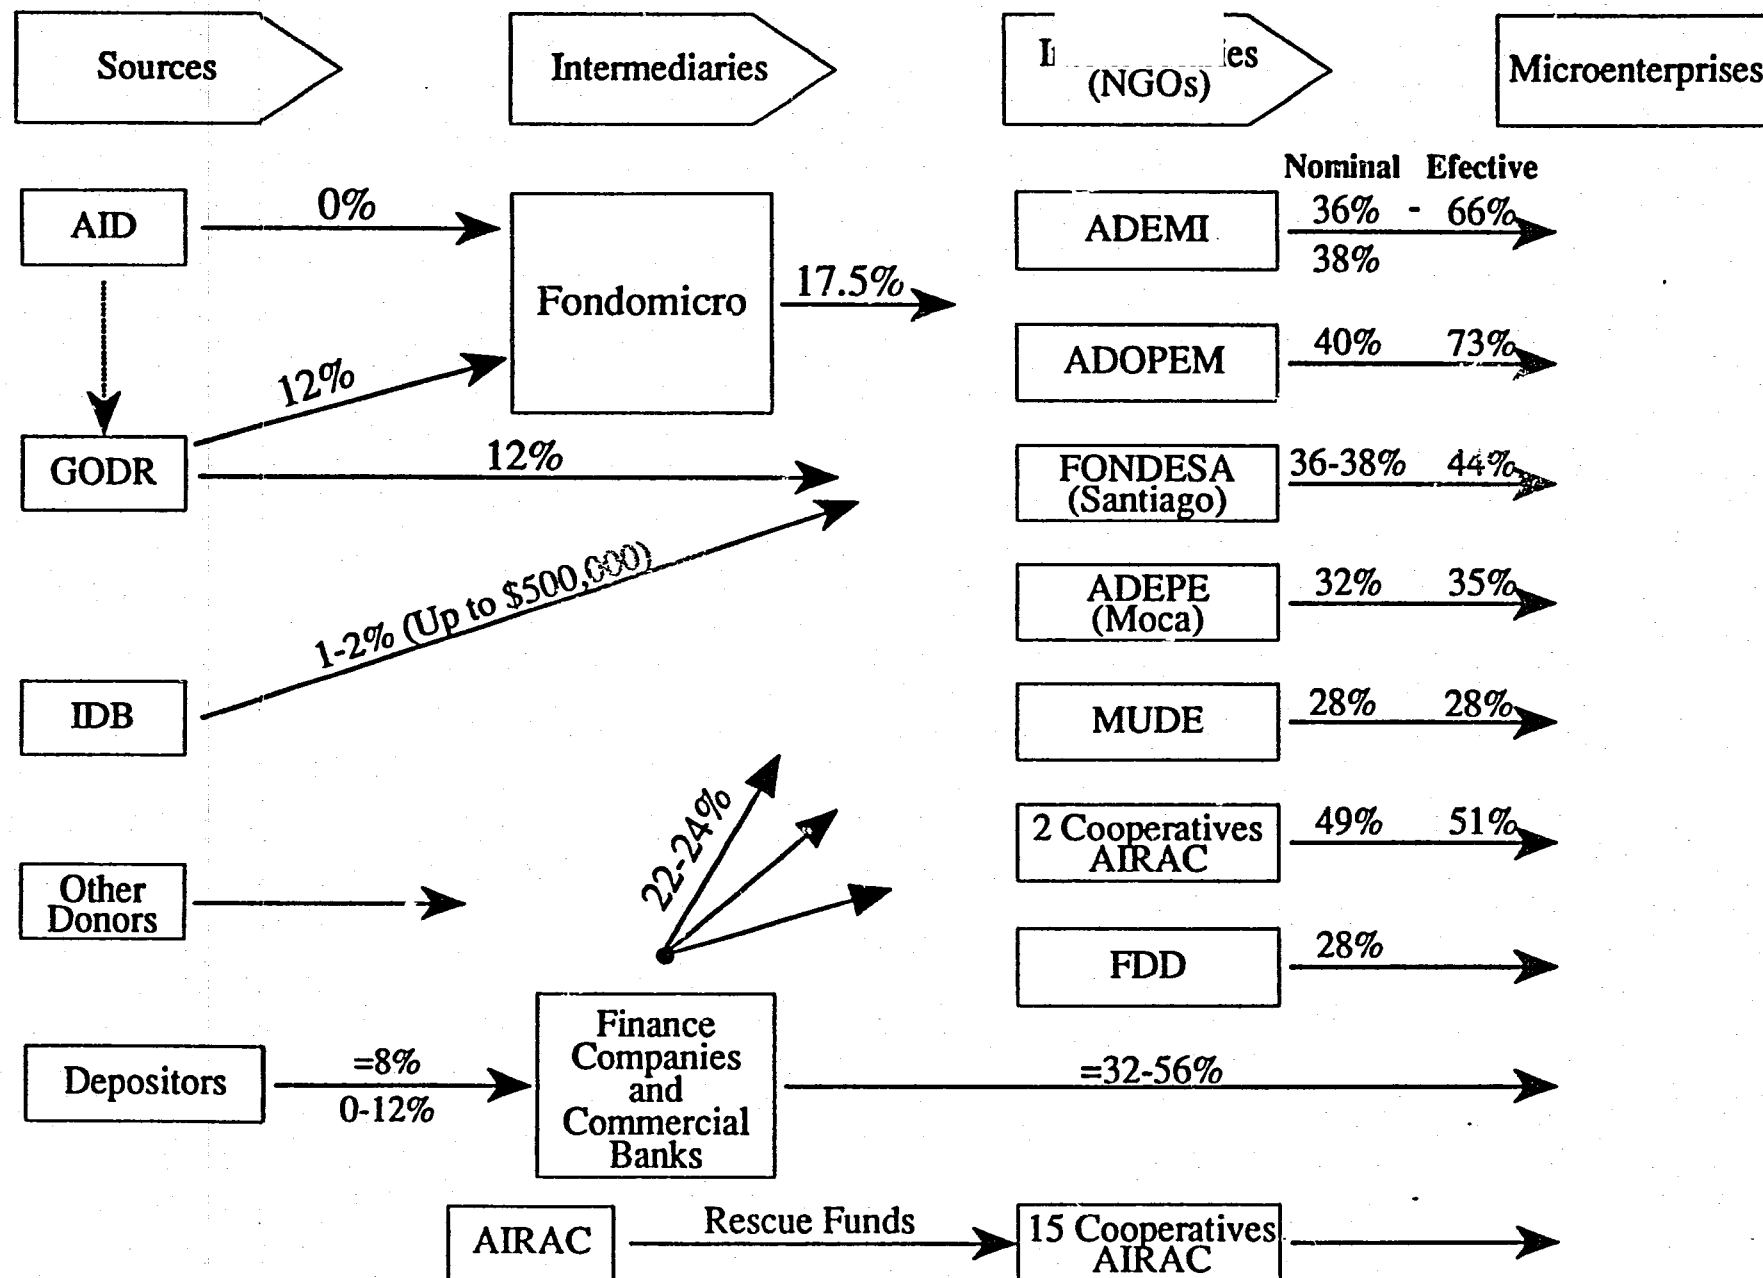 Sources
Intermediaries
(NGOs)
Microenterprises
Nominal Efective
AID
0%
Fondomicro
17.5%
ADEMI
36% - 66%
38%
ADOPEM
40% 73%
12%
GODR
12%
FONDESA
(Santiago)
36-38% 44%
1-2% (Up to $500,000)
ADEPE
(Moca)
32% 35%
IDB
MUDE
28% 28%
22-24%
2 Cooperatives
AIRAC
49% 51%
Other
Donors
FDD
28%
Depositors
=8%
0-12%
Finance
Companies
and
Commercial
Banks
=32-56%
AIRAC
Rescue Funds
15 Cooperatives
AIRAC